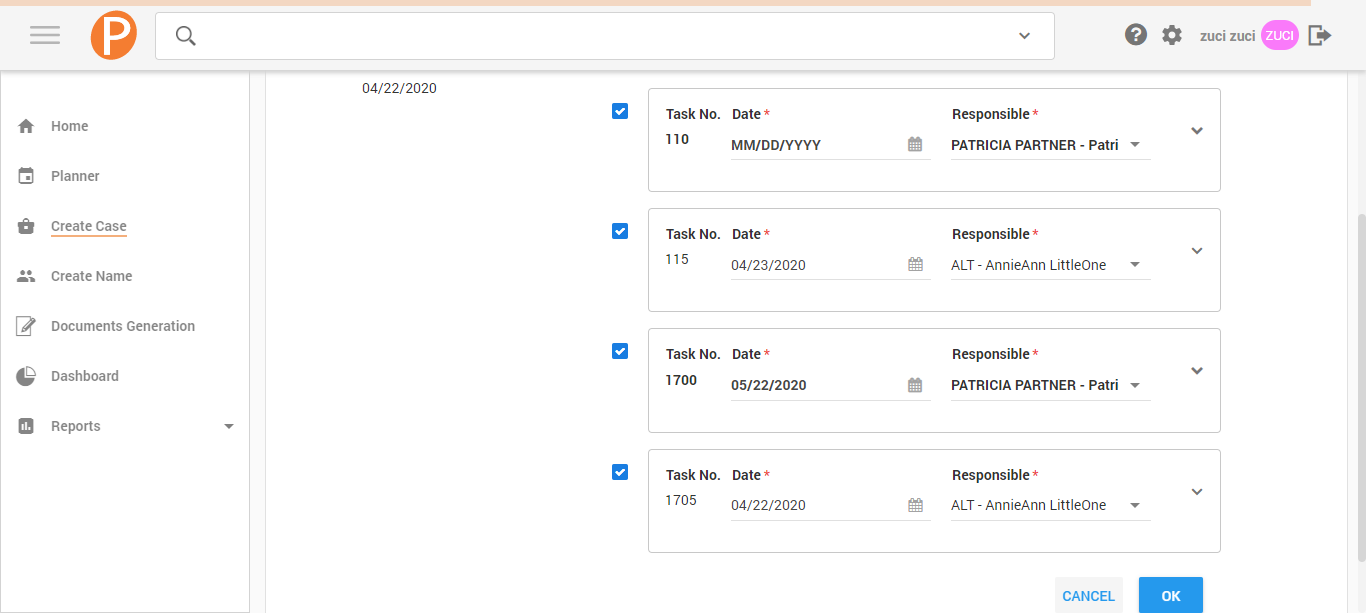 P
zuci zuci ZUCI
Home
Planner
Create Case
Create Name
Documents Generation
Dashboard
Reports
04/22/2020
Task No. Date * Responsible *
110 MM/DD/YYYY PATRICIA PARTNER - Patri
Task No. Date * Responsible *
115 04/23/2020 ALT - AnnieAnn LittleOne
Task No. Date * Responsible *
1700 05/22/2020 PATRICIA PARTNER - Patri
Task No. Date * Responsible *
1705 04/22/2020 ALT - AnnieAnn LittleOne
CANCEL OK